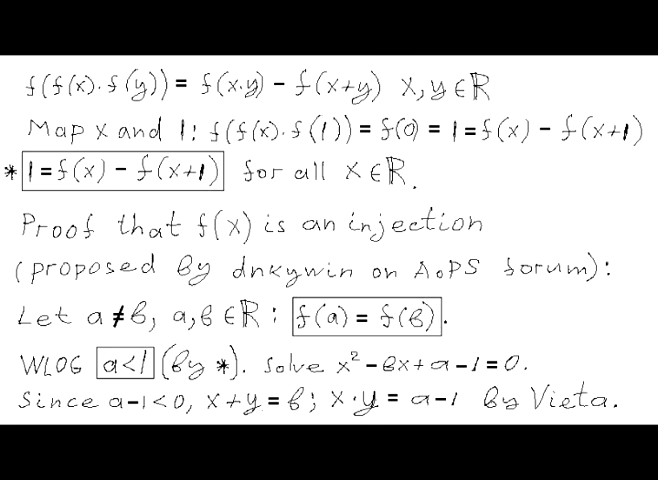 f(f(x)·f(y)) = f(x·y) - f(x+y) x,y ∈ ℝ
Map x and 1: f(f(x)·f(1)) = f(0) = 1 = f(x) - f(x+1)
* 1 = f(x) - f(x+1) for all x ∈ ℝ.
Proof that f(x) is an injection
(proposed by dnkywin on AoPS forum):
Let a ≠ b, a,b ∈ ℝ: f(a) = f(b).
WLOG a<1 (by *). Solve x² - bx + a - 1 = 0.
Since a-1<0, x+y = b; x·y = a-1 by Vieta.